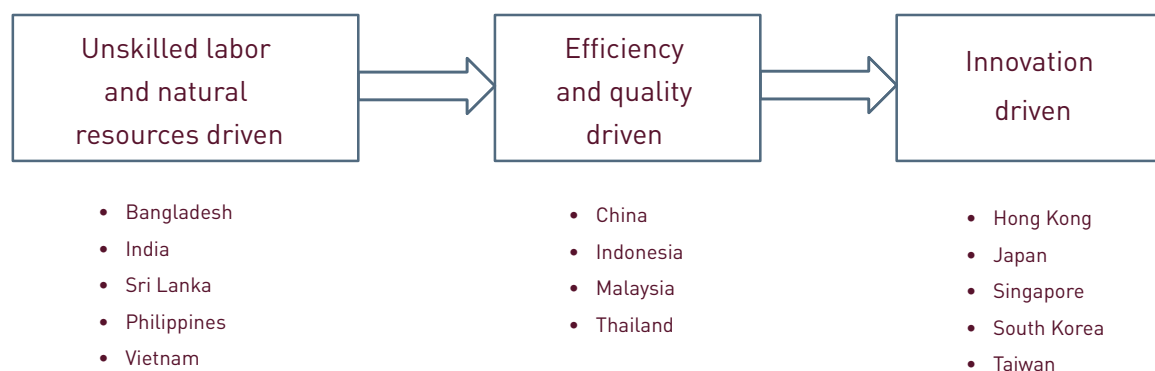 Unskilled labor
and natural
resources driven
Efficiency
and quality
driven
Innovation
driven
• Bangladesh
• India
• Sri Lanka
• Philippines
• Vietnam
• China
• Indonesia
• Malaysia
• Thailand
• Hong Kong
• Japan
• Singapore
• South Korea
• Taiwan